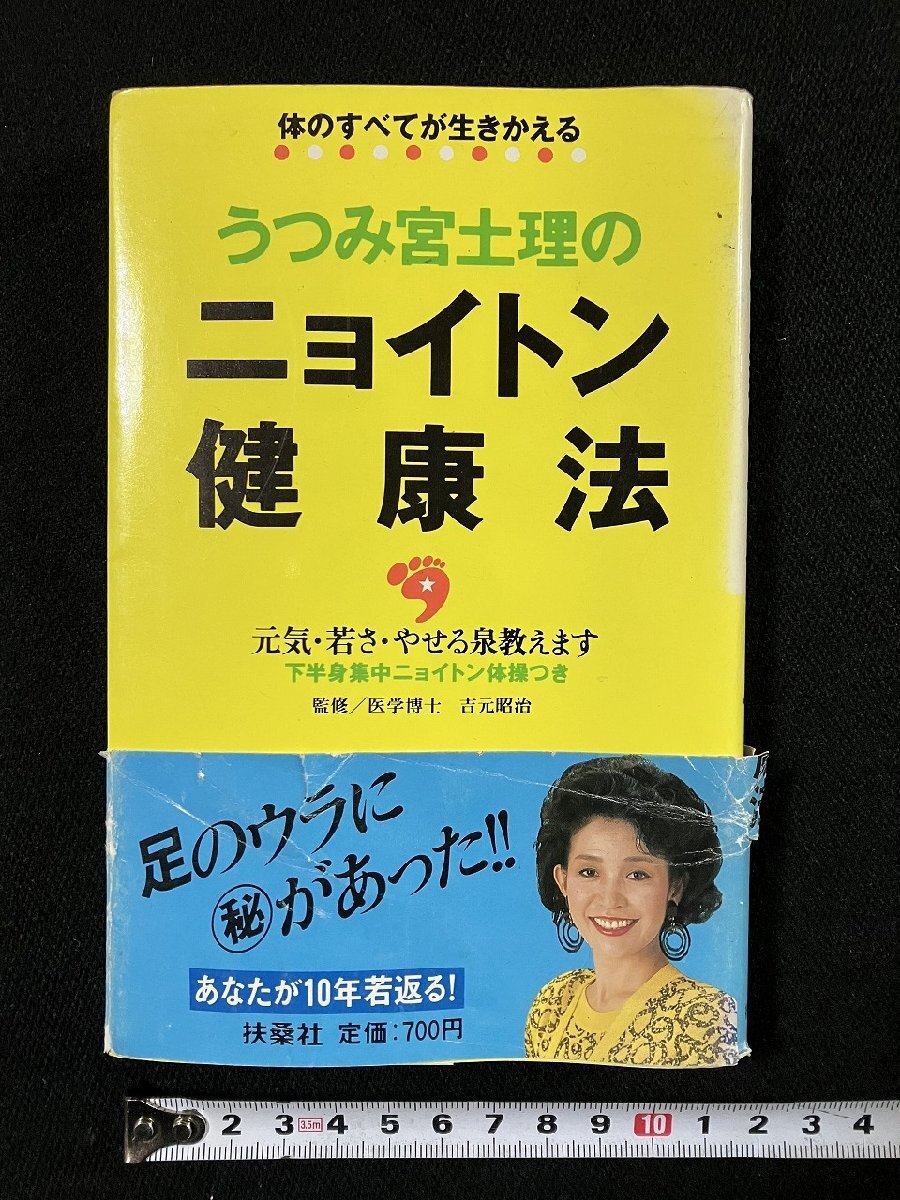 体のすべてが生きかえる
うつみ宮土理の
ニョイトン
健康法
元気・若さ・やせる泉教えます
下半身集中ニョイトン体操つき
監修/医学博士 吉元昭治
足のウラに
㊙があった!!
あなたが10年若返る!
扶桑社 定価:700円
2 3 3.5m 4 5 6 7 8 9 10 1 2 3 4